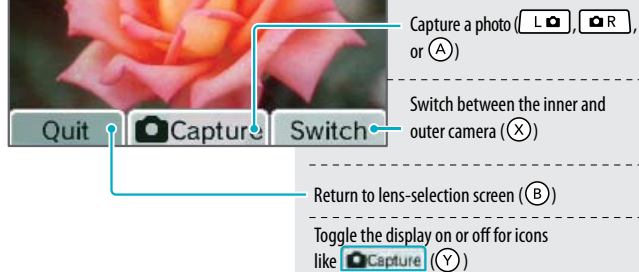 Capture a photo (L, R,
or A)
Switch between the inner and
outer camera (X)
Quit Capture Switch
Return to lens-selection screen (B)
Toggle the display on or off for icons
like Capture (Y)